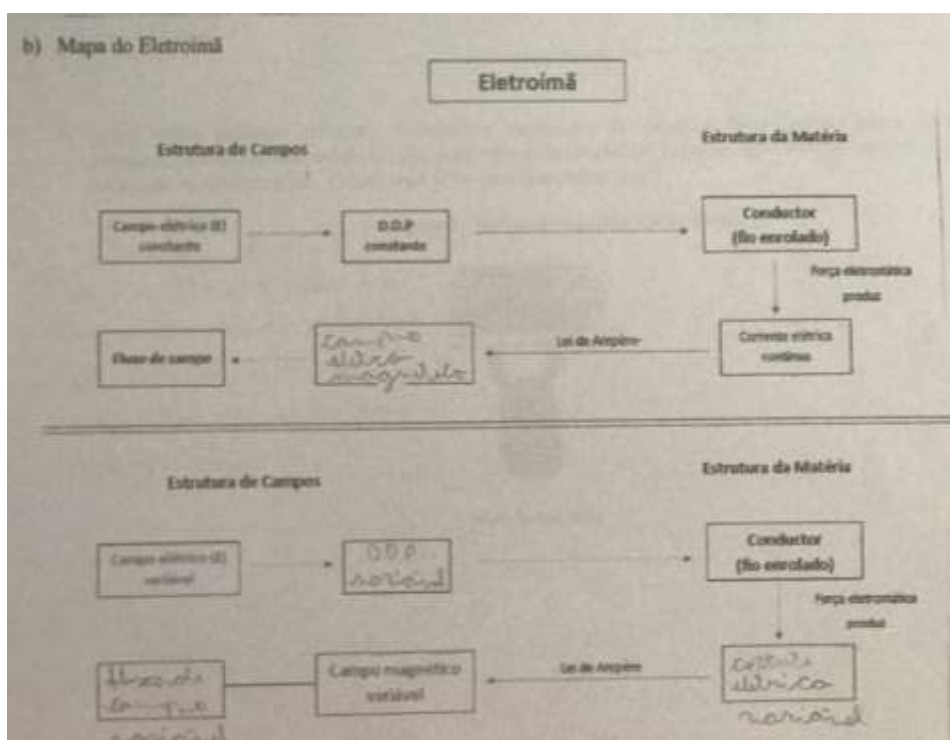 b) Mapa do Eletroimã
Eletroimã
Estrutura de Campos
Estrutura da Matéria
Campo elétrico (E)
constante
D.D.P
constante
Conductor
(fio enrolado)
Força eletrostática
produz
Fluxo de campo
campo
eletro
magnético
Lei de Ampère
Corrente elétrica
contínua
Estrutura de Campos
Estrutura da Matéria
Campo elétrico (E)
variável
D.D.P.
variável
Conductor
(fio enrolado)
Força eletrostática
produz
fluxo de
campo
variável
Campo magnético
variável
Lei de Ampère
corrente
elétrica
variável